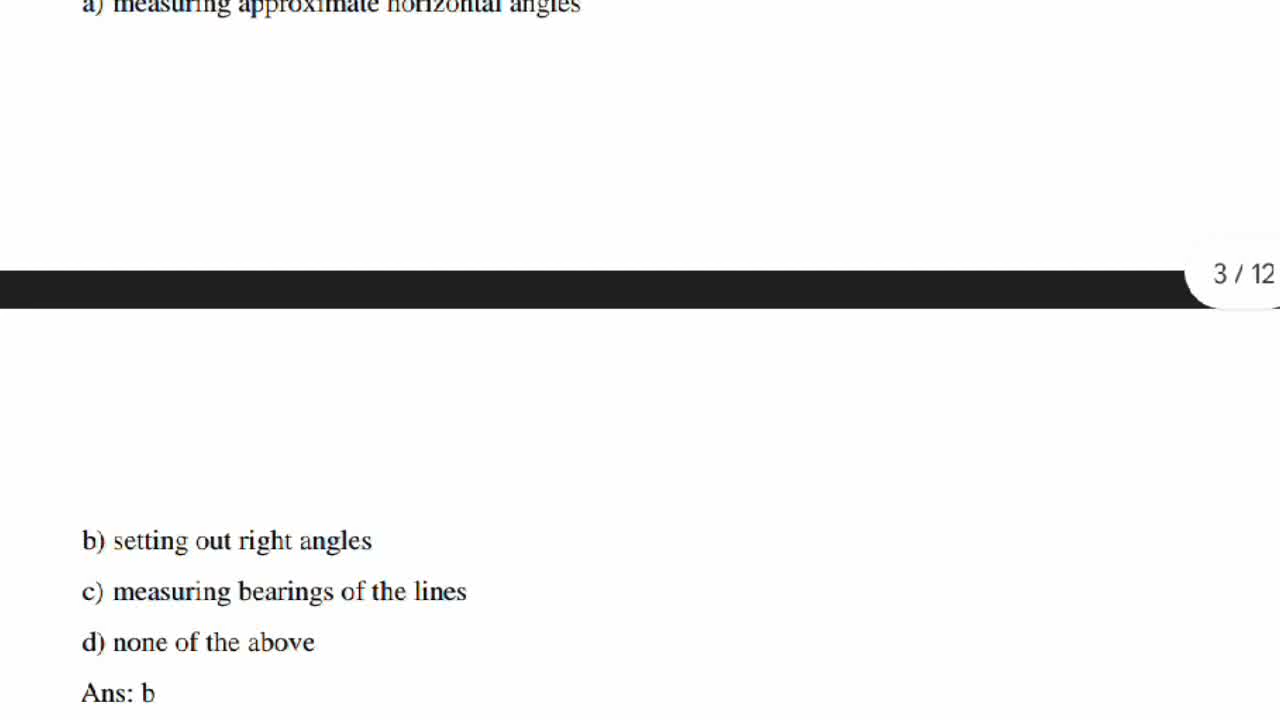 a) measuring approximate horizontal angles
3 / 12
b) setting out right angles
c) measuring bearings of the lines
d) none of the above
Ans: b